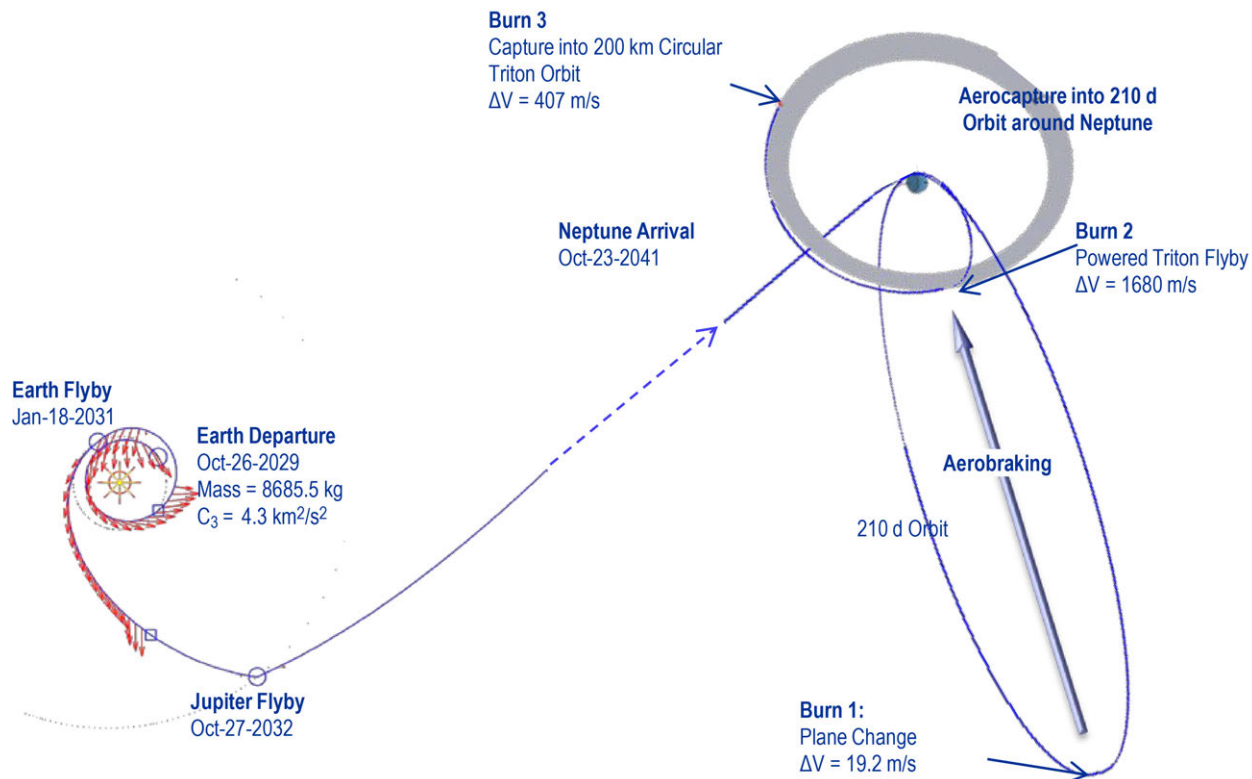 Burn 3
Capture into 200 km Circular
Triton Orbit
ΔV = 407 m/s
Aerocapture into 210 d
Orbit around Neptune
Neptune Arrival
Oct-23-2041
Burn 2
Powered Triton Flyby
ΔV = 1680 m/s
Earth Flyby
Jan-18-2031
Earth Departure
Oct-26-2029
Mass = 8685.5 kg
C₃ = 4.3 km²/s²
Aerobraking
210 d Orbit
Jupiter Flyby
Oct-27-2032
Burn 1:
Plane Change
ΔV = 19.2 m/s